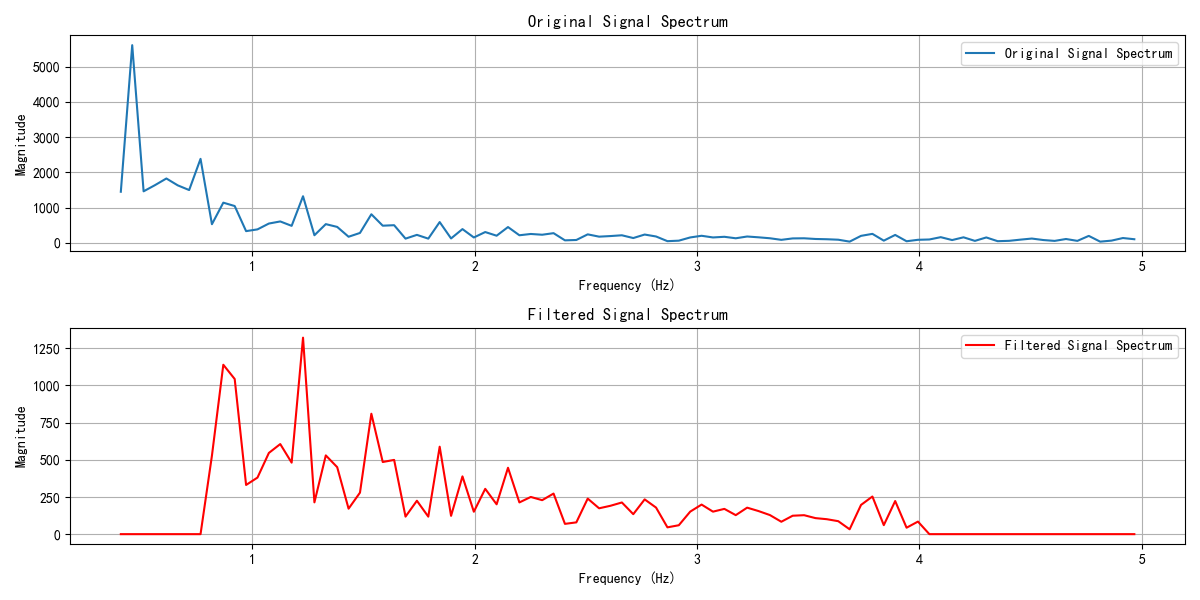 Original Signal Spectrum
Original Signal Spectrum
Magnitude
5000
4000
3000
2000
1000
0
1 2 3 4 5
Frequency (Hz)
Filtered Signal Spectrum
Filtered Signal Spectrum
Magnitude
1250
1000
750
500
250
0
1 2 3 4 5
Frequency (Hz)